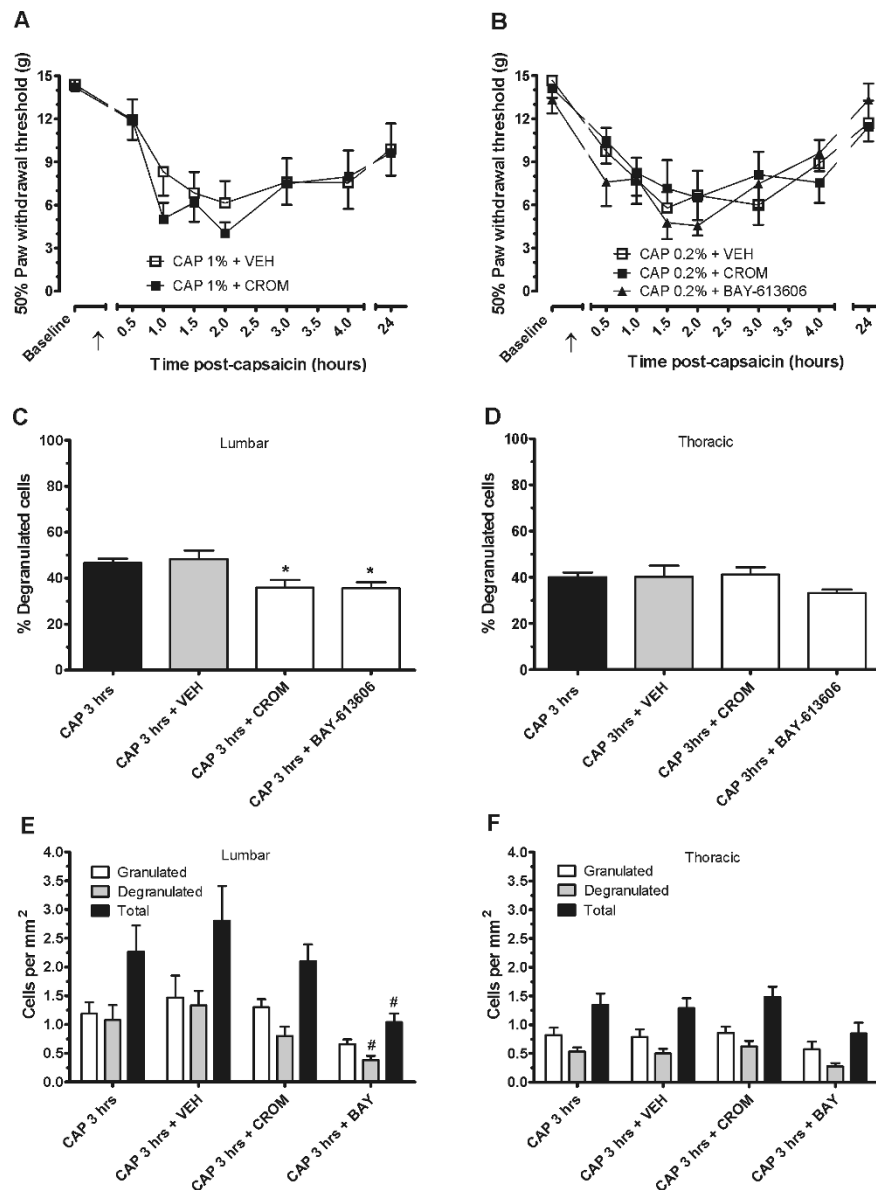 A
50% Paw withdrawal threshold (g)
15
12
9
6
3
0
CAP 1% + VEH
CAP 1% + CROM
Baseline
↑
0.5
1.0
1.5
2.0
2.5
3.0
3.5
4.0
24
Time post-capsaicin (hours)
B
50% Paw withdrawal threshold (g)
15
12
9
6
3
0
CAP 0.2% + VEH
CAP 0.2% + CROM
CAP 0.2% + BAY-613606
Baseline
↑
0.5
1.0
1.5
2.0
2.5
3.0
3.5
4.0
24
Time post-capsaicin (hours)
C
Lumbar
% Degranulated cells
100
80
60
40
20
0
*
*
CAP 3 hrs
CAP 3 hrs + VEH
CAP 3 hrs + CROM
CAP 3 hrs + BAY-613606
D
Thoracic
% Degranulated cells
100
80
60
40
20
0
CAP 3 hrs
CAP 3hrs + VEH
CAP 3hrs + CROM
CAP 3hrs + BAY-613606
E
Lumbar
Cells per mm²
4.0
3.5
3.0
2.5
2.0
1.5
1.0
0.5
0.0
Granulated
Degranulated
Total
#
#
CAP 3 hrs
CAP 3 hrs + VEH
CAP 3 hrs + CROM
CAP 3 hrs + BAY
F
Thoracic
Cells per mm²
4.0
3.5
3.0
2.5
2.0
1.5
1.0
0.5
0.0
Granulated
Degranulated
Total
CAP 3 hrs
CAP 3 hrs + VEH
CAP 3 hrs + CROM
CAP 3 hrs + BAY